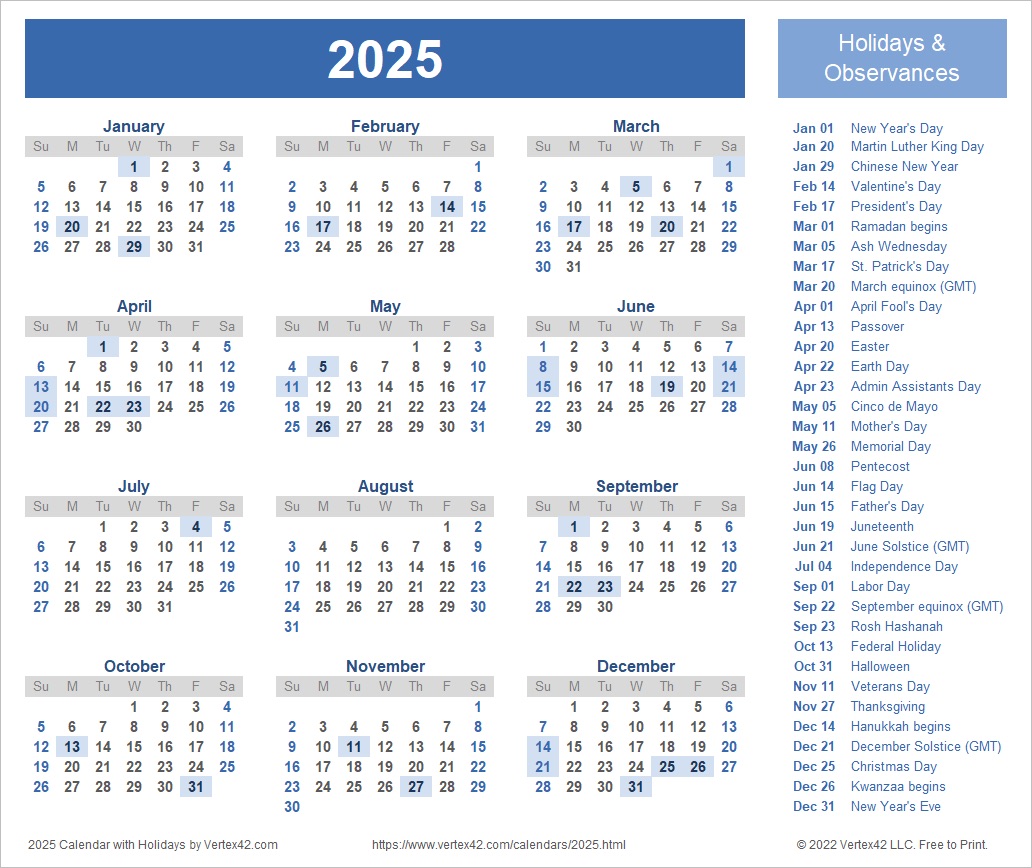 2025
January
Su M Tu W Th F Sa
1 2 3 4
5 6 7 8 9 10 11
12 13 14 15 16 17 18
19 20 21 22 23 24 25
26 27 28 29 30 31
February
Su M Tu W Th F Sa
1
2 3 4 5 6 7 8
9 10 11 12 13 14 15
16 17 18 19 20 21 22
23 24 25 26 27 28
March
Su M Tu W Th F Sa
1
2 3 4 5 6 7 8
9 10 11 12 13 14 15
16 17 18 19 20 21 22
23 24 25 26 27 28 29
30 31
April
Su M Tu W Th F Sa
1 2 3 4 5
6 7 8 9 10 11 12
13 14 15 16 17 18 19
20 21 22 23 24 25 26
27 28 29 30
May
Su M Tu W Th F Sa
1 2 3
4 5 6 7 8 9 10
11 12 13 14 15 16 17
18 19 20 21 22 23 24
25 26 27 28 29 30 31
June
Su M Tu W Th F Sa
1 2 3 4 5 6 7
8 9 10 11 12 13 14
15 16 17 18 19 20 21
22 23 24 25 26 27 28
29 30
July
Su M Tu W Th F Sa
1 2 3 4 5
6 7 8 9 10 11 12
13 14 15 16 17 18 19
20 21 22 23 24 25 26
27 28 29 30 31
August
Su M Tu W Th F Sa
1 2
3 4 5 6 7 8 9
10 11 12 13 14 15 16
17 18 19 20 21 22 23
24 25 26 27 28 29 30
31
September
Su M Tu W Th F Sa
1 2 3 4 5 6
7 8 9 10 11 12 13
14 15 16 17 18 19 20
21 22 23 24 25 26 27
28 29 30
October
Su M Tu W Th F Sa
1 2 3 4
5 6 7 8 9 10 11
12 13 14 15 16 17 18
19 20 21 22 23 24 25
26 27 28 29 30 31
November
Su M Tu W Th F Sa
1
2 3 4 5 6 7 8
9 10 11 12 13 14 15
16 17 18 19 20 21 22
23 24 25 26 27 28 29
30
December
Su M Tu W Th F Sa
1 2 3 4 5 6
7 8 9 10 11 12 13
14 15 16 17 18 19 20
21 22 23 24 25 26 27
28 29 30 31
Holidays &
Observances
Jan 01 New Year's Day
Jan 20 Martin Luther King Day
Jan 29 Chinese New Year
Feb 14 Valentine's Day
Feb 17 President's Day
Mar 01 Ramadan begins
Mar 05 Ash Wednesday
Mar 17 St. Patrick's Day
Mar 20 March equinox (GMT)
Apr 01 April Fool's Day
Apr 13 Passover
Apr 20 Easter
Apr 22 Earth Day
Apr 23 Admin Assistants Day
May 05 Cinco de Mayo
May 11 Mother's Day
May 26 Memorial Day
Jun 08 Pentecost
Jun 14 Flag Day
Jun 15 Father's Day
Jun 19 Juneteenth
Jun 21 June Solstice (GMT)
Jul 04 Independence Day
Sep 01 Labor Day
Sep 22 September equinox (GMT)
Sep 23 Rosh Hashanah
Oct 13 Federal Holiday
Oct 31 Halloween
Nov 11 Veterans Day
Nov 27 Thanksgiving
Dec 14 Hanukkah begins
Dec 21 December Solstice (GMT)
Dec 25 Christmas Day
Dec 26 Kwanzaa begins
Dec 31 New Year's Eve
2025 Calendar with Holidays by Vertex42.com
https://www.vertex42.com/calendars/2025.html
© 2022 Vertex42 LLC. Free to Print.